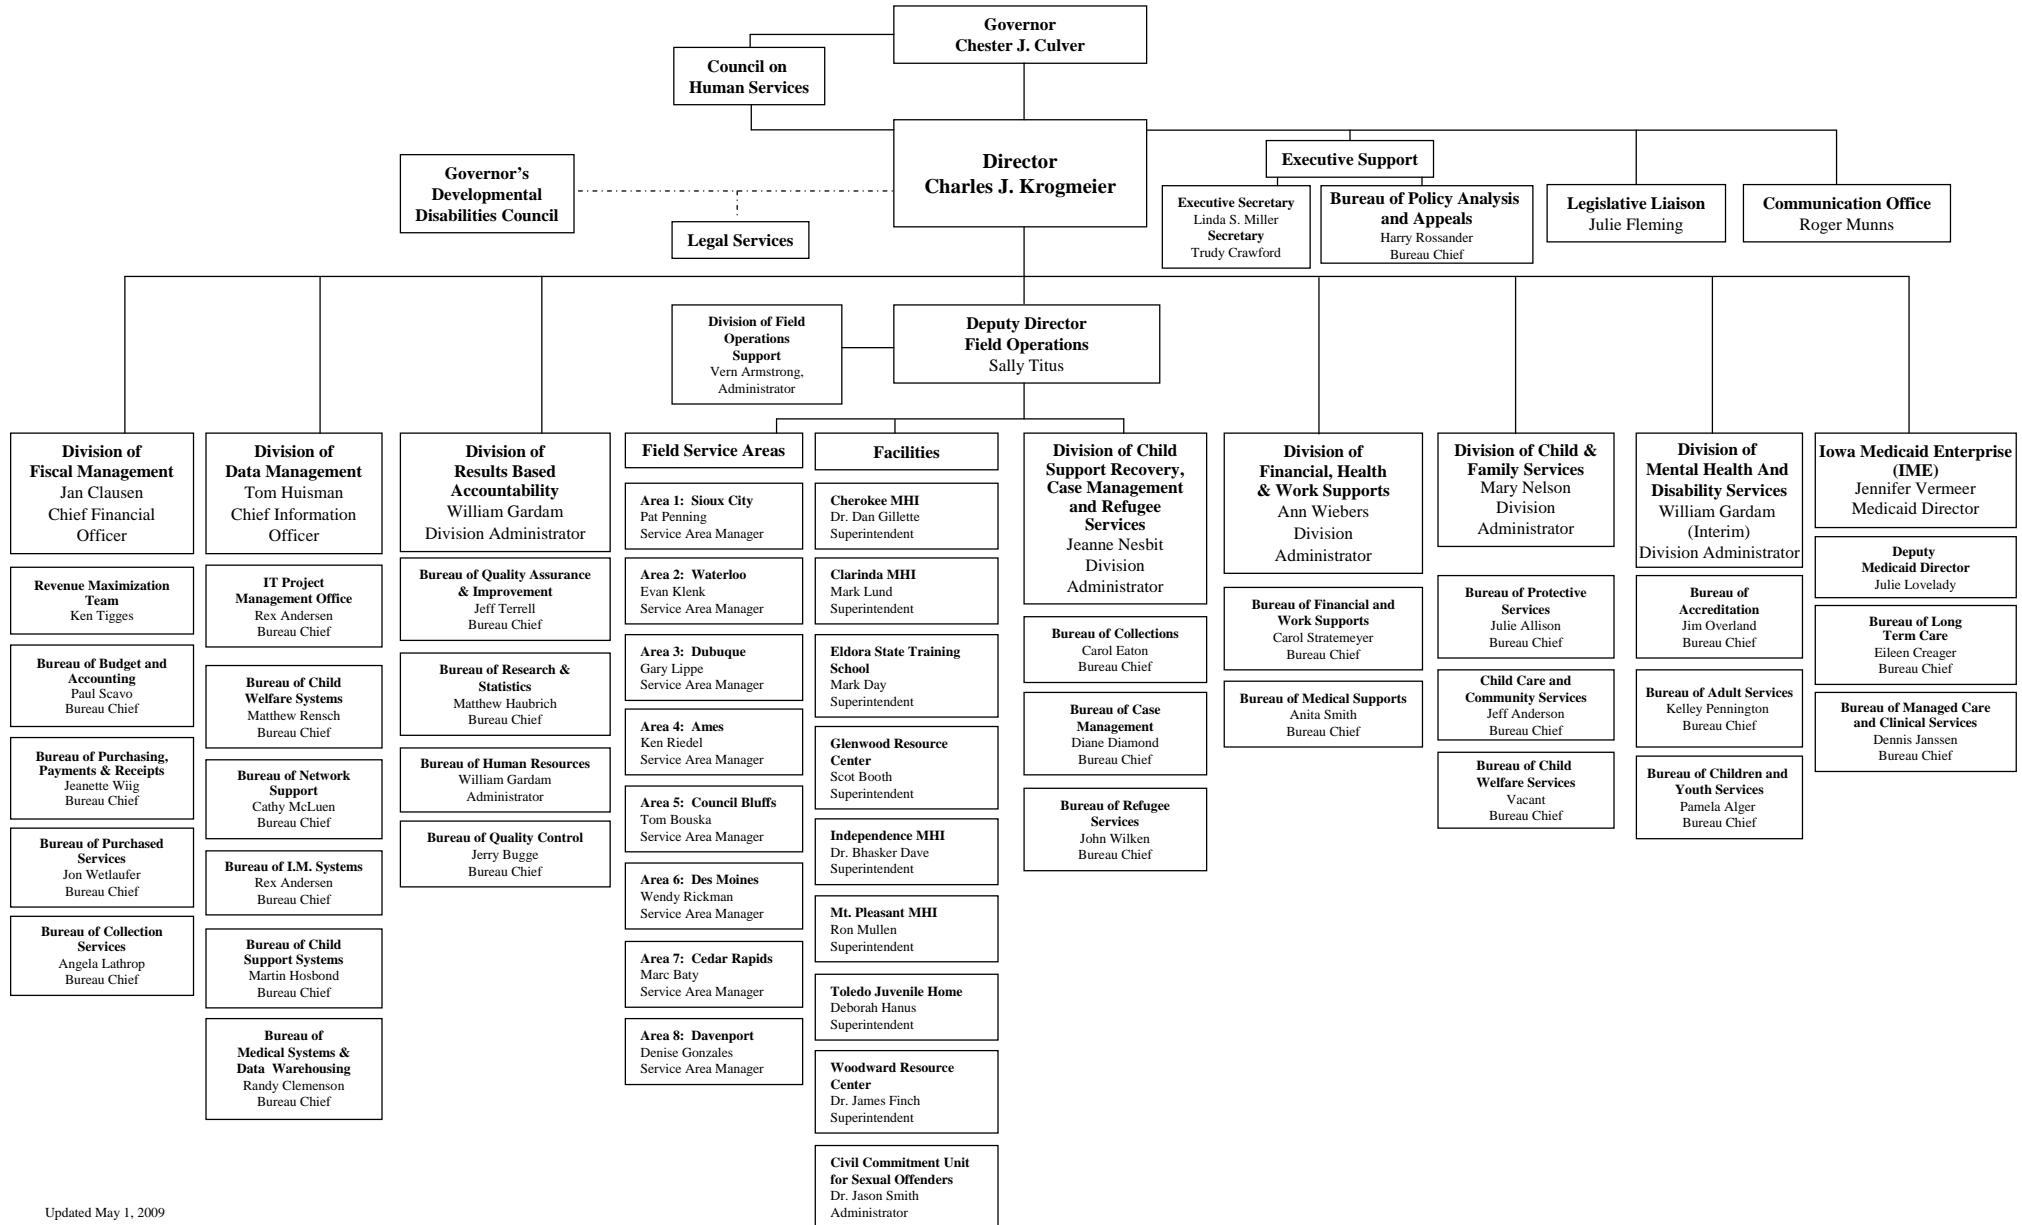 Governor
Chester J. Culver
Council on
Human Services
Director
Charles J. Krogmeier
Governor's
Developmental
Disabilities Council
Legal Services
Executive Support
Executive Secretary
Linda S. Miller
Secretary
Trudy Crawford
Bureau of Policy Analysis
and Appeals
Harry Rossander
Bureau Chief
Legislative Liaison
Julie Fleming
Communication Office
Roger Munns
Division of Field
Operations
Support
Vern Armstrong,
Administrator
Deputy Director
Field Operations
Sally Titus
Division of
Fiscal Management
Jan Clausen
Chief Financial
Officer
Revenue Maximization
Team
Ken Tigges
Bureau of Budget and
Accounting
Paul Scavo
Bureau Chief
Bureau of Purchasing,
Payments & Receipts
Jeanette Wiig
Bureau Chief
Bureau of Purchased
Services
Jon Wetlaufer
Bureau Chief
Bureau of Collection
Services
Angela Lathrop
Bureau Chief
Division of
Data Management
Tom Huisman
Chief Information
Officer
IT Project
Management Office
Rex Andersen
Bureau Chief
Bureau of Child
Welfare Systems
Matthew Rensch
Bureau Chief
Bureau of Network
Support
Cathy McLuen
Bureau Chief
Bureau of I.M. Systems
Rex Andersen
Bureau Chief
Bureau of Child
Support Systems
Martin Hosbond
Bureau Chief
Bureau of
Medical Systems &
Data Warehousing
Randy Clemenson
Bureau Chief
Division of
Results Based
Accountability
William Gardam
Division Administrator
Bureau of Quality Assurance
& Improvement
Jeff Terrell
Bureau Chief
Bureau of Research &
Statistics
Matthew Haubrich
Bureau Chief
Bureau of Human Resources
William Gardam
Administrator
Bureau of Quality Control
Jerry Bugge
Bureau Chief
Field Service Areas
Area 1: Sioux City
Pat Penning
Service Area Manager
Area 2: Waterloo
Evan Klenk
Service Area Manager
Area 3: Dubuque
Gary Lippe
Service Area Manager
Area 4: Ames
Ken Riedel
Service Area Manager
Area 5: Council Bluffs
Tom Bouska
Service Area Manager
Area 6: Des Moines
Wendy Rickman
Service Area Manager
Area 7: Cedar Rapids
Marc Baty
Service Area Manager
Area 8: Davenport
Denise Gonzales
Service Area Manager
Facilities
Cherokee MHI
Dr. Dan Gillette
Superintendent
Clarinda MHI
Mark Lund
Superintendent
Eldora State Training
School
Mark Day
Superintendent
Glenwood Resource
Center
Scot Booth
Superintendent
Independence MHI
Dr. Bhasker Dave
Superintendent
Mt. Pleasant MHI
Ron Mullen
Superintendent
Toledo Juvenile Home
Deborah Hanus
Superintendent
Woodward Resource
Center
Dr. James Finch
Superintendent
Civil Commitment Unit
for Sexual Offenders
Dr. Jason Smith
Administrator
Division of Child
Support Recovery,
Case Management
and Refugee
Services
Jeanne Nesbit
Division
Administrator
Bureau of Collections
Carol Eaton
Bureau Chief
Bureau of Case
Management
Diane Diamond
Bureau Chief
Bureau of Refugee
Services
John Wilken
Bureau Chief
Division of
Financial, Health
& Work Supports
Ann Wiebers
Division
Administrator
Bureau of Financial and
Work Supports
Carol Stratemeyer
Bureau Chief
Bureau of Medical Supports
Anita Smith
Bureau Chief
Division of Child &
Family Services
Mary Nelson
Division
Administrator
Bureau of Protective
Services
Julie Allison
Bureau Chief
Child Care and
Community Services
Jeff Anderson
Bureau Chief
Bureau of Child
Welfare Services
Vacant
Bureau Chief
Division of
Mental Health And
Disability Services
William Gardam
(Interim)
Division Administrator
Bureau of
Accreditation
Jim Overland
Bureau Chief
Bureau of Adult Services
Kelley Pennington
Bureau Chief
Bureau of Children and
Youth Services
Pamela Alger
Bureau Chief
Iowa Medicaid Enterprise
(IME)
Jennifer Vermeer
Medicaid Director
Deputy
Medicaid Director
Julie Lovelady
Bureau of Long
Term Care
Eileen Creager
Bureau Chief
Bureau of Managed Care
and Clinical Services
Dennis Janssen
Bureau Chief
Updated May 1, 2009